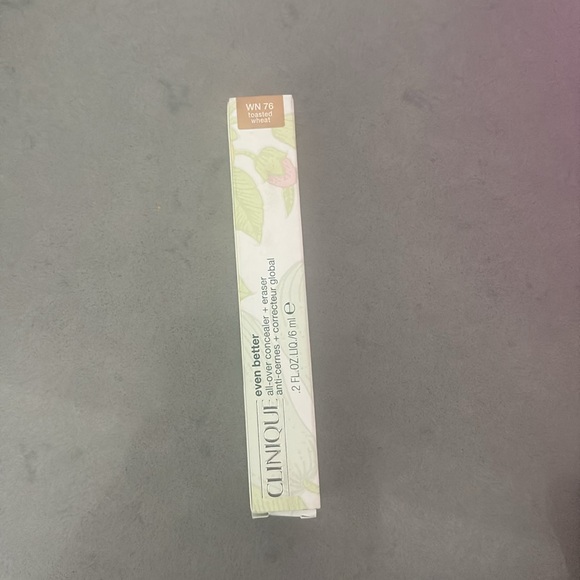 WN 76
toasted
wheat
CLINIQUE
even better
all-over concealer + eraser
anti-cernes + correcteur global
.2 FL.OZ.LIQ./6 ml ℮